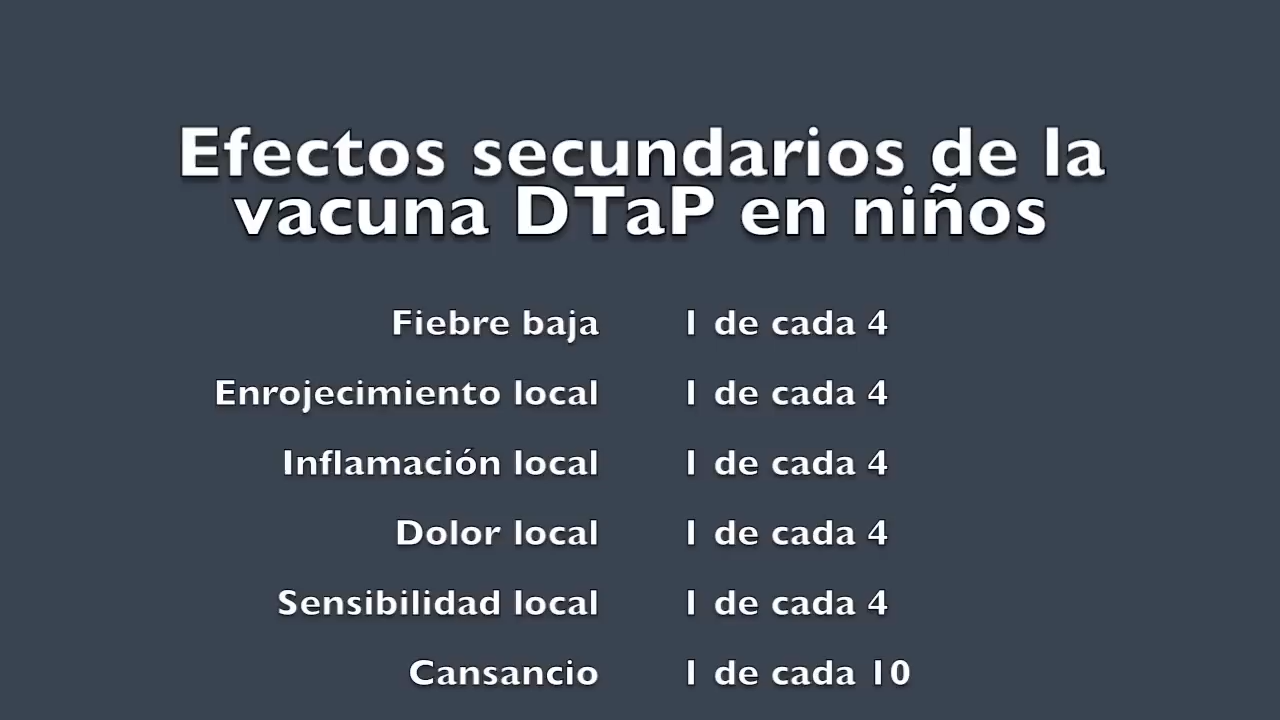 Efectos secundarios de la
vacuna DTaP en niños
Fiebre baja 1 de cada 4
Enrojecimiento local 1 de cada 4
Inflamación local 1 de cada 4
Dolor local 1 de cada 4
Sensibilidad local 1 de cada 4
Cansancio 1 de cada 10